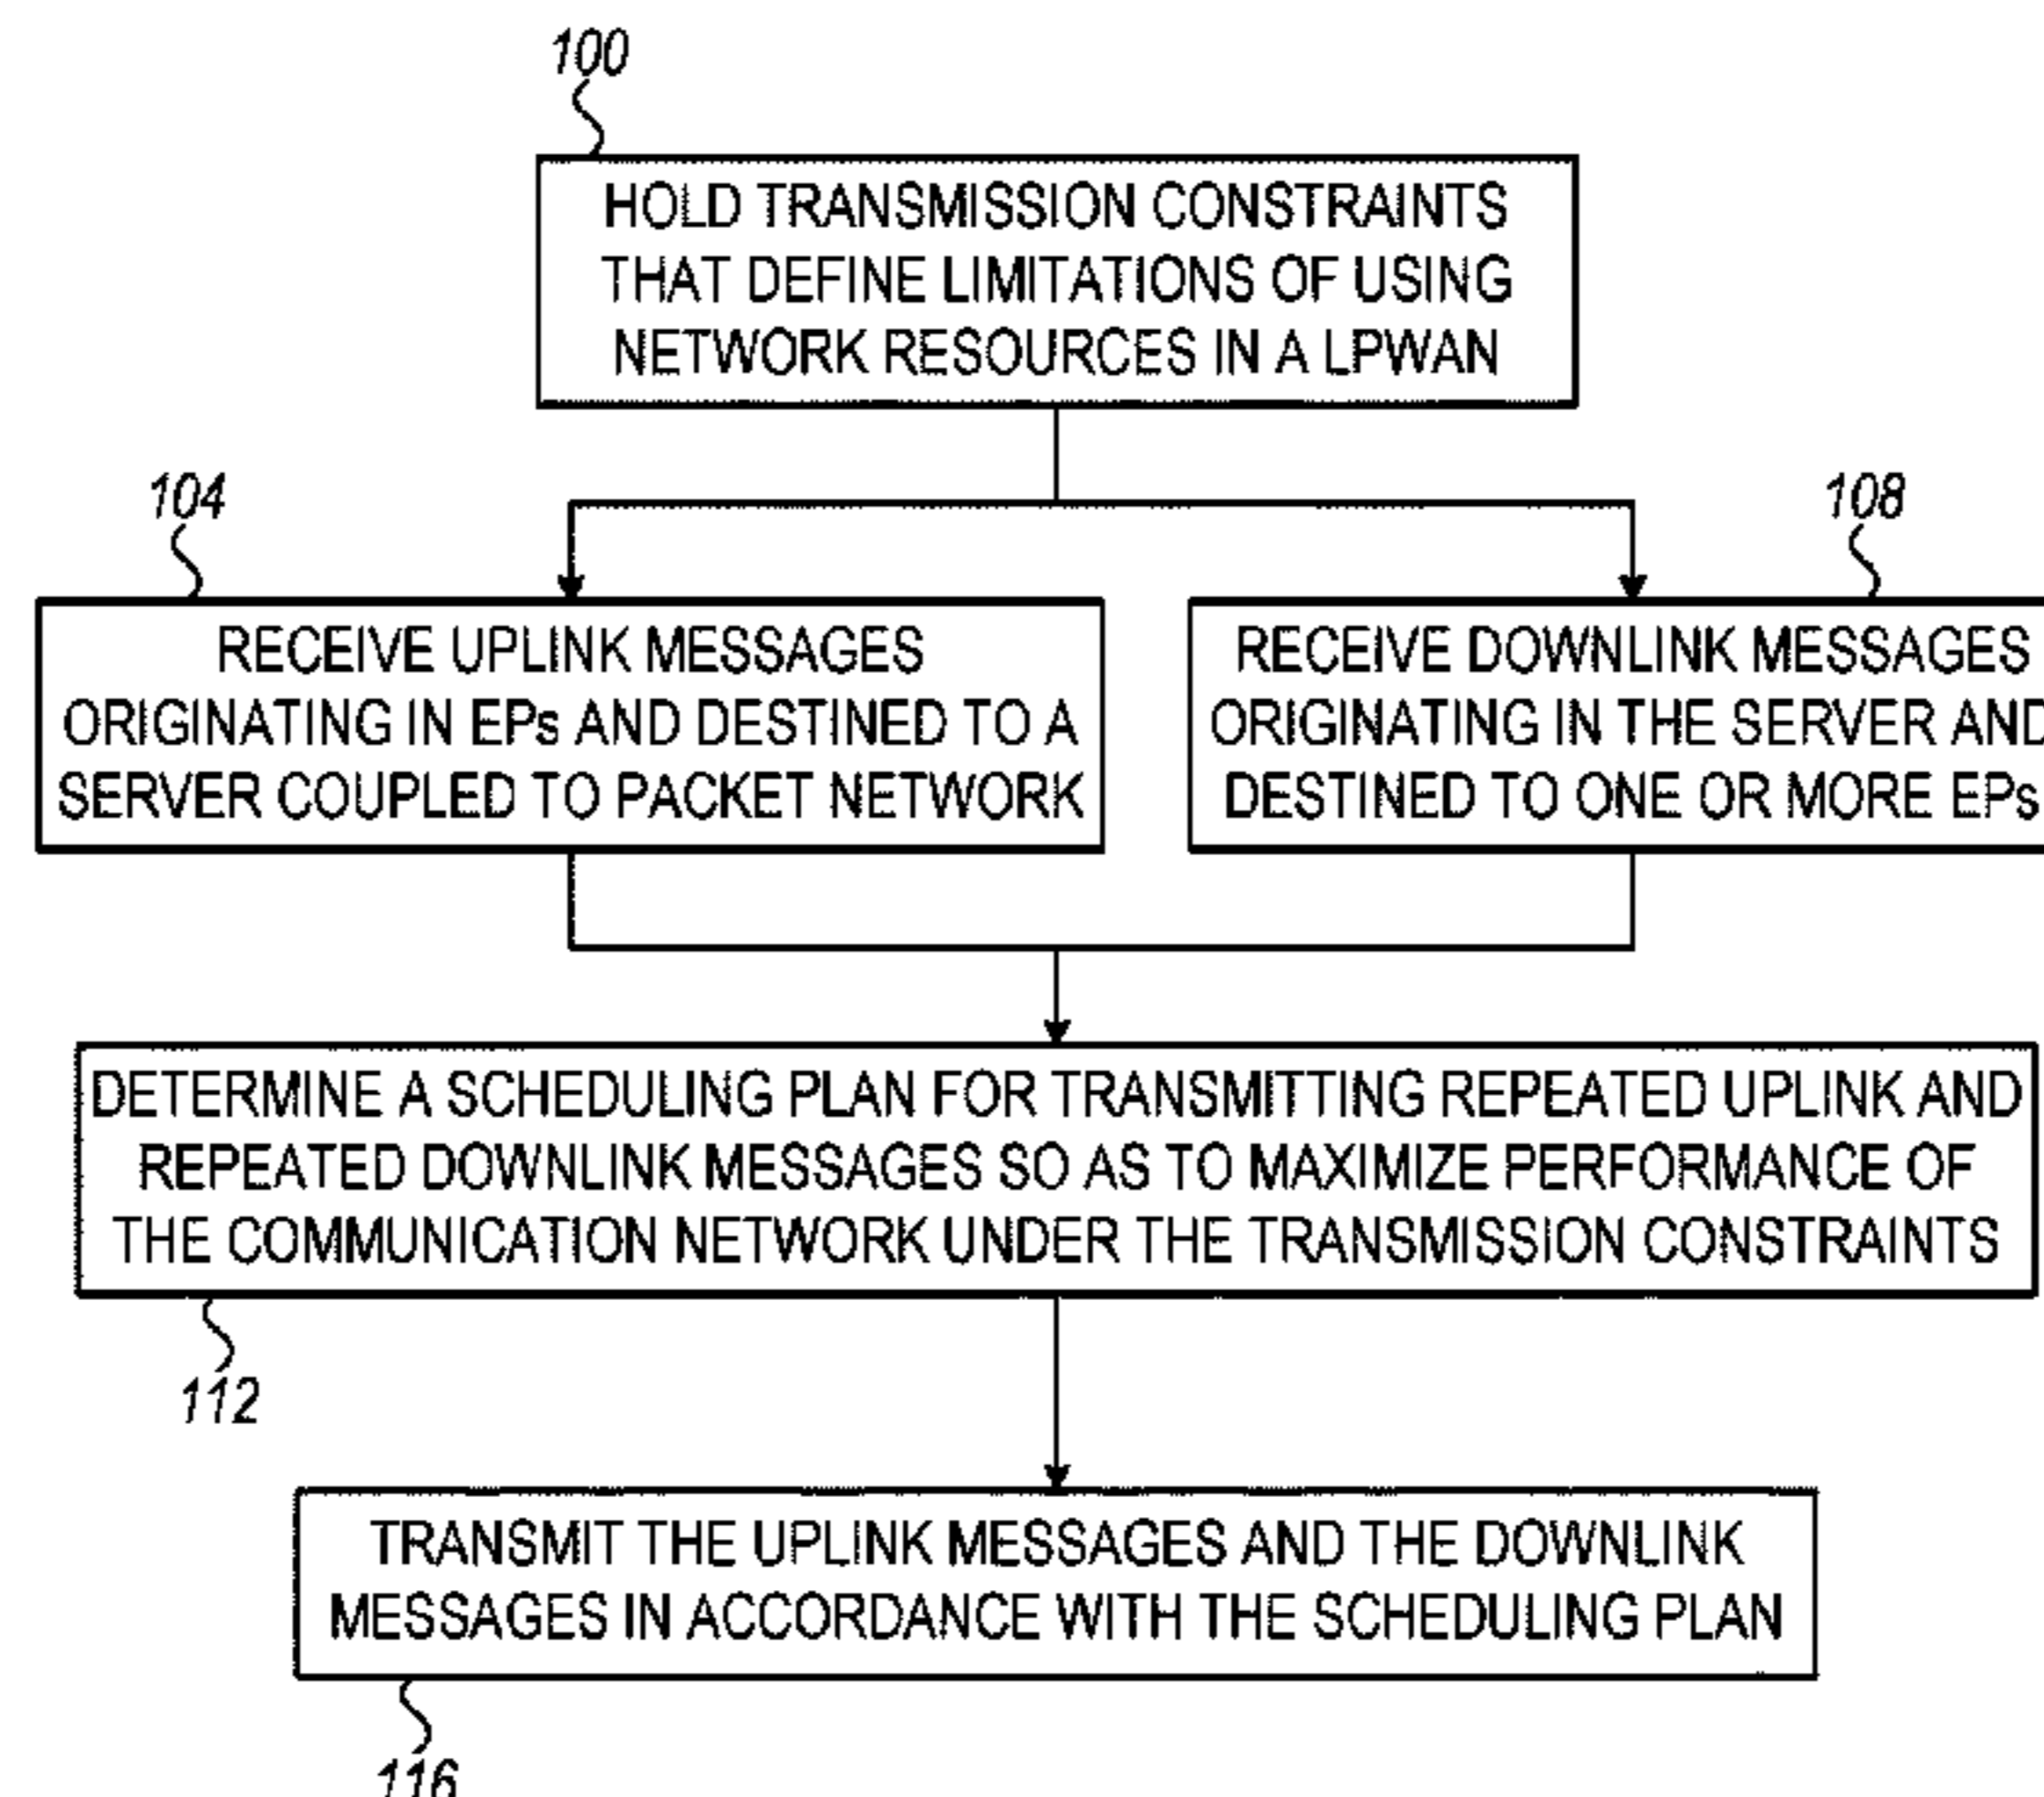 100
HOLD TRANSMISSION CONSTRAINTS
THAT DEFINE LIMITATIONS OF USING
NETWORK RESOURCES IN A LPWAN
104
RECEIVE UPLINK MESSAGES
ORIGINATING IN EPs AND DESTINED TO A
SERVER COUPLED TO PACKET NETWORK
108
RECEIVE DOWNLINK MESSAGES
ORIGINATING IN THE SERVER AND
DESTINED TO ONE OR MORE EPs
DETERMINE A SCHEDULING PLAN FOR TRANSMITTING REPEATED UPLINK AND
REPEATED DOWNLINK MESSAGES SO AS TO MAXIMIZE PERFORMANCE OF
THE COMMUNICATION NETWORK UNDER THE TRANSMISSION CONSTRAINTS
112
TRANSMIT THE UPLINK MESSAGES AND THE DOWNLINK
MESSAGES IN ACCORDANCE WITH THE SCHEDULING PLAN
116